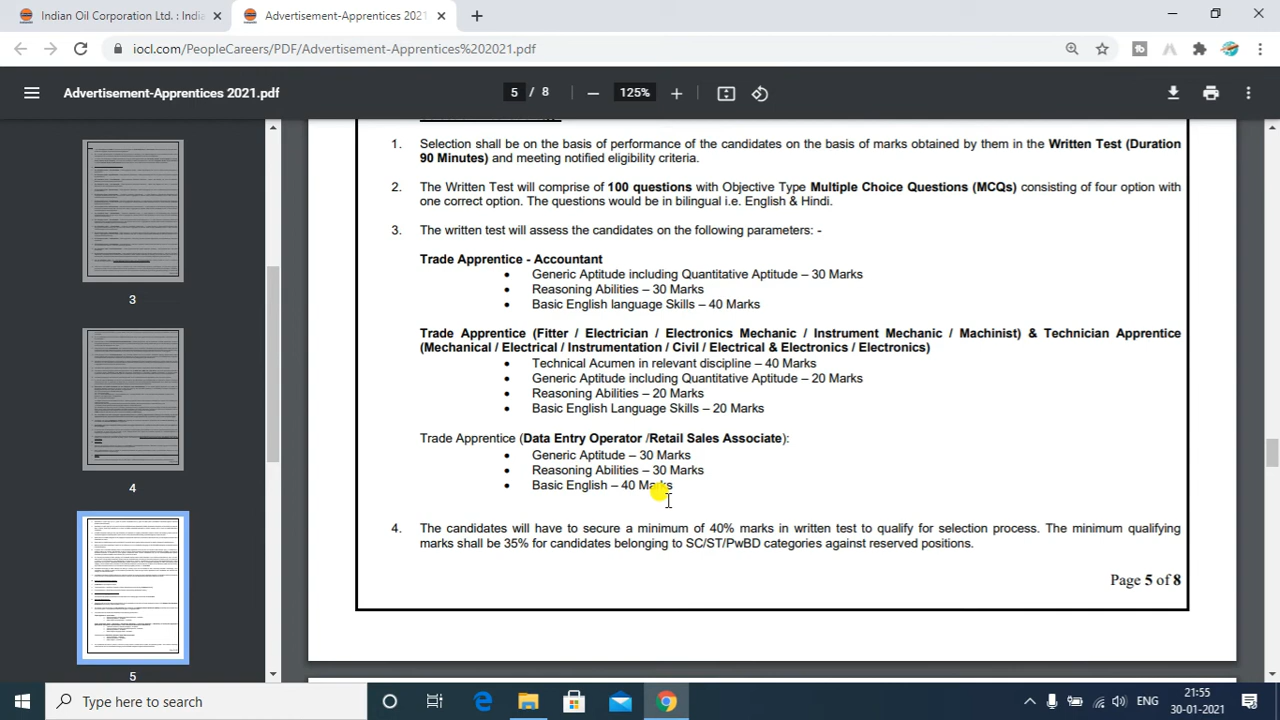 Indian Oil Corporation Ltd. : India
Advertisement-Apprentices 2021
iocl.com/PeopleCareers/PDF/Advertisement-Apprentices%202021.pdf
Advertisement-Apprentices 2021.pdf
5 / 8
125%
1. Selection shall be on the basis of performance of the candidates on the basis of marks obtained by them in the Written Test (Duration
90 Minutes) and meeting notified eligibility criteria.
2. The Written Test will comprise of 100 questions with Objective Type Multiple Choice Questions (MCQs) consisting of four option with
one correct option. The questions would be in bilingual i.e. English & Hindi.
3. The written test will assess the candidates on the following parameters: -
Trade Apprentice - Accountant
• Generic Aptitude including Quantitative Aptitude – 30 Marks
• Reasoning Abilities – 30 Marks
• Basic English language Skills – 40 Marks
Trade Apprentice (Fitter / Electrician / Electronics Mechanic / Instrument Mechanic / Machinist) & Technician Apprentice
(Mechanical / Electrical / Instrumentation / Civil / Electrical & Electronics / Electronics)
• Technical Acumen in relevant discipline – 40 Marks
• Generic Aptitude including Quantitative Aptitude – 20 Marks
• Reasoning Abilities – 20 Marks
• Basic English Language Skills – 20 Marks
Trade Apprentice (Data Entry Operator /Retail Sales Associate):
• Generic Aptitude – 30 Marks
• Reasoning Abilities – 30 Marks
• Basic English – 40 Marks
4. The candidates will have to secure a minimum of 40% marks in written test to qualify for selection process. The minimum qualifying
marks shall be 35% for candidates belonging to SC/ST/PwBD categories against reserved positions.
Page 5 of 8
3
4
5
Type here to search
ENG
21:55
30-01-2021